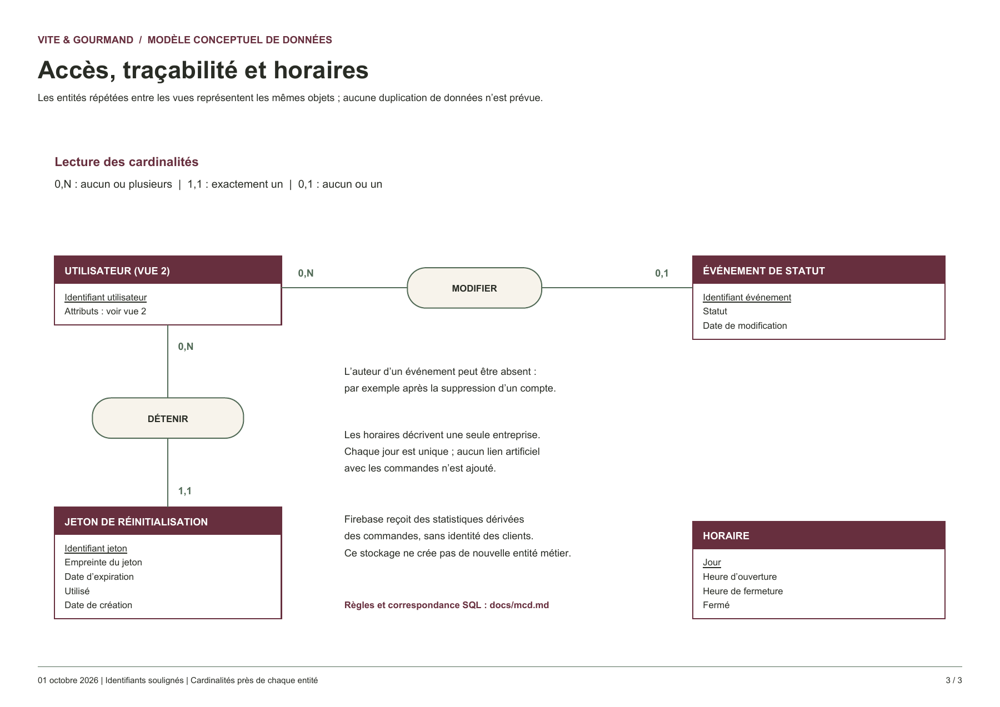 VITE & GOURMAND / MODÈLE CONCEPTUEL DE DONNÉES
Accès, traçabilité et horaires
Les entités répétées entre les vues représentent les mêmes objets ; aucune duplication de données n’est prévue.
Lecture des cardinalités
0,N : aucun ou plusieurs | 1,1 : exactement un | 0,1 : aucun ou un
UTILISATEUR (VUE 2)
Identifiant utilisateur
Attributs : voir vue 2
0,N
MODIFIER
0,1
ÉVÉNEMENT DE STATUT
Identifiant événement
Statut
Date de modification
0,N
DÉTENIR
1,1
L’auteur d’un événement peut être absent :
par exemple après la suppression d’un compte.
Les horaires décrivent une seule entreprise.
Chaque jour est unique ; aucun lien artificiel
avec les commandes n’est ajouté.
JETON DE RÉINITIALISATION
Identifiant jeton
Empreinte du jeton
Date d’expiration
Utilisé
Date de création
Firebase reçoit des statistiques dérivées
des commandes, sans identité des clients.
Ce stockage ne crée pas de nouvelle entité métier.
Règles et correspondance SQL : docs/mcd.md
HORAIRE
Jour
Heure d’ouverture
Heure de fermeture
Fermé
01 octobre 2026 | Identifiants soulignés | Cardinalités près de chaque entité
3 / 3